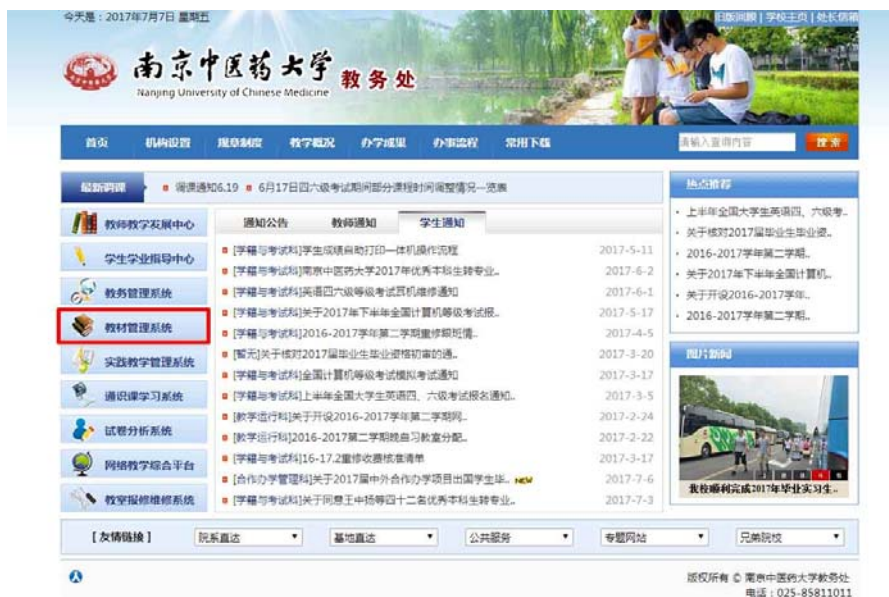 今天是：2017年7月7日 星期五
旧版回顾 | 学校主页 | 处长信箱
南京中医药大学 教务处
Nanjing University of Chinese Medicine
首页 机构设置 规章制度 教学概况 办学成果 办事流程 常用下载
请输入查询内容 搜索
最新调课 调课通知6.19 6月17日四六级考试期间部分课程时间调整情况一览表
热点推荐
教师教学发展中心
学生学业指导中心
教务管理系统
教材管理系统
实践教学管理系统
通识课学习系统
试卷分析系统
网络教学综合平台
教室报修维修系统
通知公告 教师通知 学生通知
[学籍与考试科]学生成绩自助打印一体机操作流程 2017-5-11
[学籍与考试科]南京中医药大学2017年优秀本科生转专业.. 2017-6-2
[学籍与考试科]英语四六级等级考试耳机维修通知 2017-6-1
[学籍与考试科]关于2017年下半年全国计算机等级考试报.. 2017-5-17
[学籍与考试科]2016-2017学年第二学期重修跟班情.. 2017-4-5
[暂无]关于核对2017届毕业生毕业资格初审的通.. 2017-3-20
[学籍与考试科]全国计算机等级考试模拟考试通知 2017-3-17
[学籍与考试科]上半年全国大学生英语四、六级考试报名通知.. 2017-3-5
[教学运行科]关于开设2016-2017学年第二学期网.. 2017-2-24
[教学运行科]2016-2017第二学期晚自习教室分配.. 2017-2-22
[学籍与考试科]16-17.2重修收费核准清单 2017-3-17
[合作办学管理科]关于2017届中外合作办学项目出国学生毕.. NEW 2017-7-6
[学籍与考试科]关于同意王中扬等四十二名优秀本科生转专业.. 2017-7-3
上半年全国大学生英语四、六级考..
关于核对2017届毕业生毕业资..
2016-2017学年第二学期..
关于2017年下半年全国计算机..
关于开设2016-2017学年..
2016-2017学年第二学期..
图片新闻
1 2 3 4 5
我校顺利完成2017年毕业实习生..
[ 友情链接 ] 院系直达 基地直达 公共服务 专题网站 兄弟院校
版权所有 © 南京中医药大学教务处
电话：025-85811011